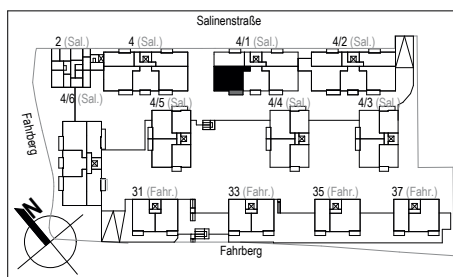 Salinenstraße
2 (Sal.) 4 (Sal.) 4/1 (Sal.) 4/2 (Sal.)
4/6 (Sal.) 4/5 (Sal.) 4/4 (Sal.) 4/3 (Sal.)
Fahrberg
31 (Fahr.) 33 (Fahr.) 35 (Fahr.) 37 (Fahr.)
N
Fahrberg